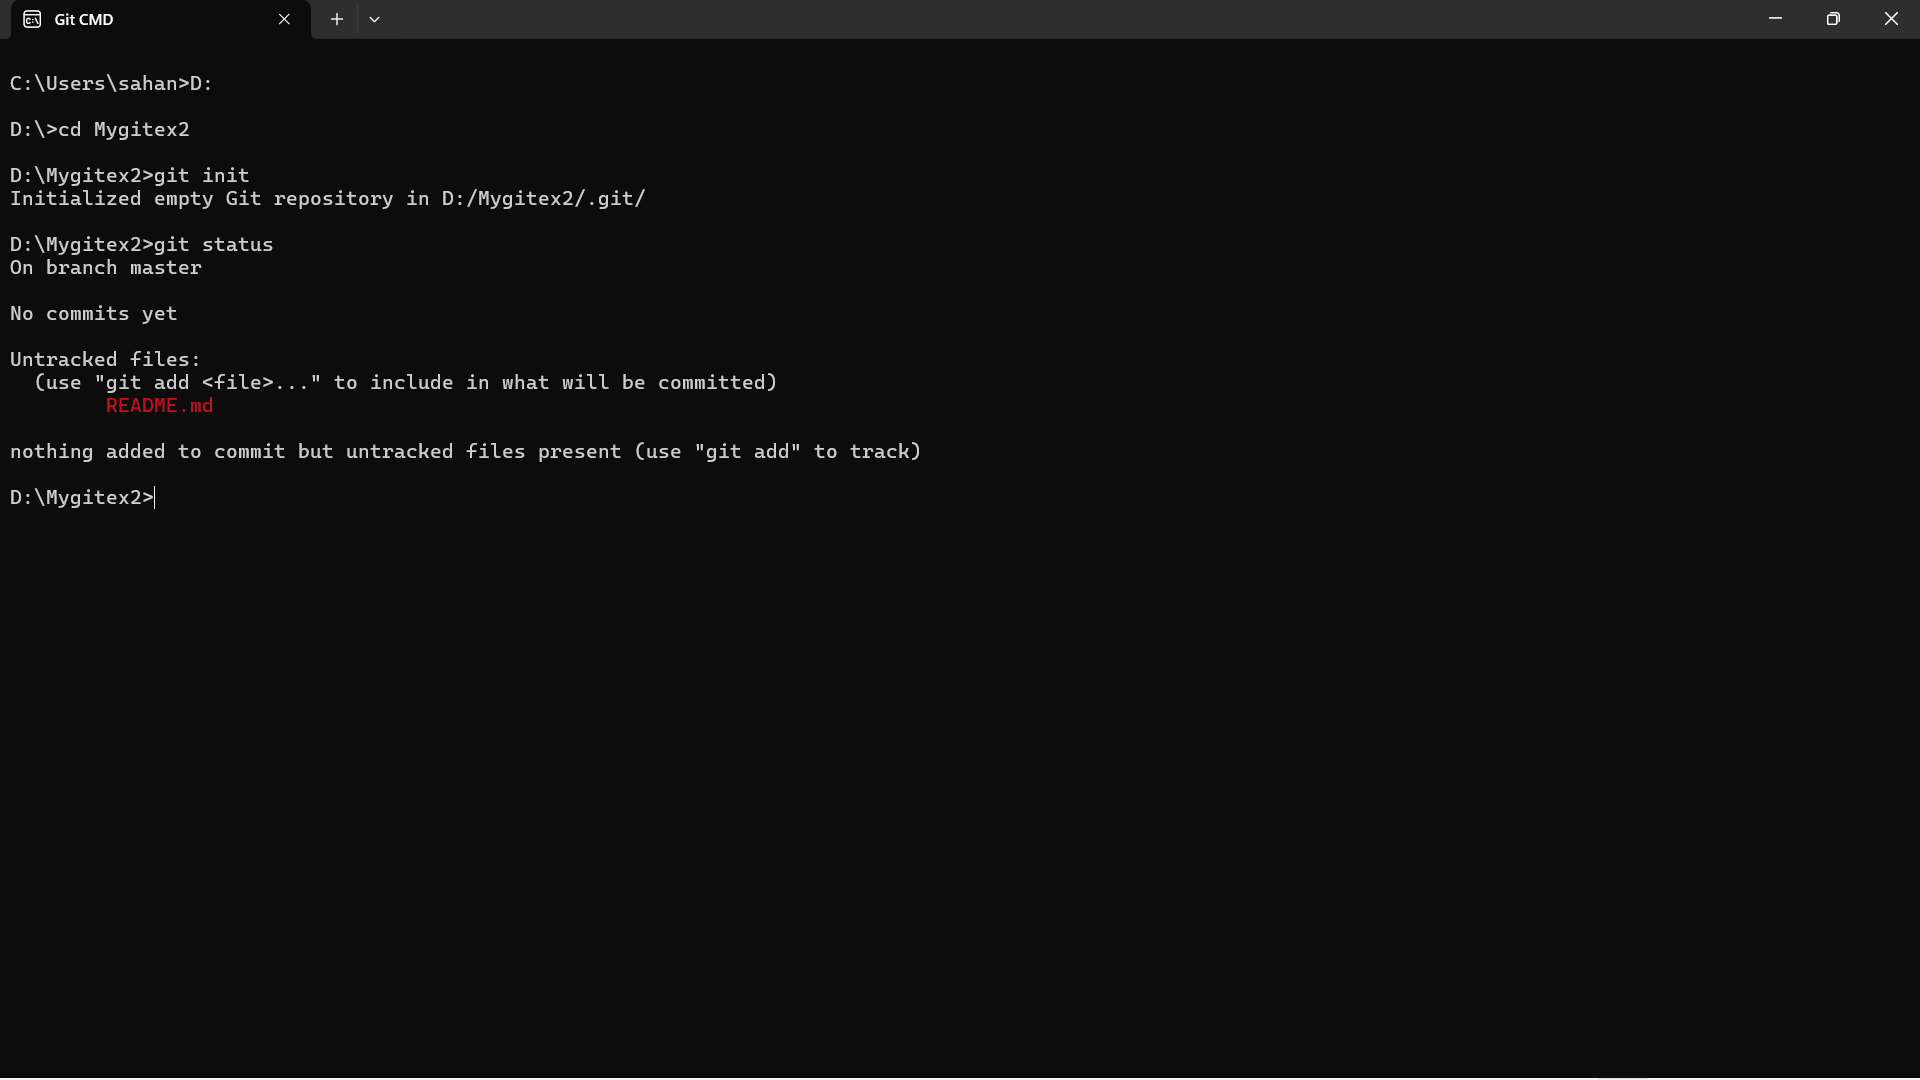 Git CMD
C:\Users\sahan>D:
D:\>cd Mygitex2
D:\Mygitex2>git init
Initialized empty Git repository in D:/Mygitex2/.git/
D:\Mygitex2>git status
On branch master
No commits yet
Untracked files:
  (use "git add <file>..." to include in what will be committed)
        README.md
nothing added to commit but untracked files present (use "git add" to track)
D:\Mygitex2>